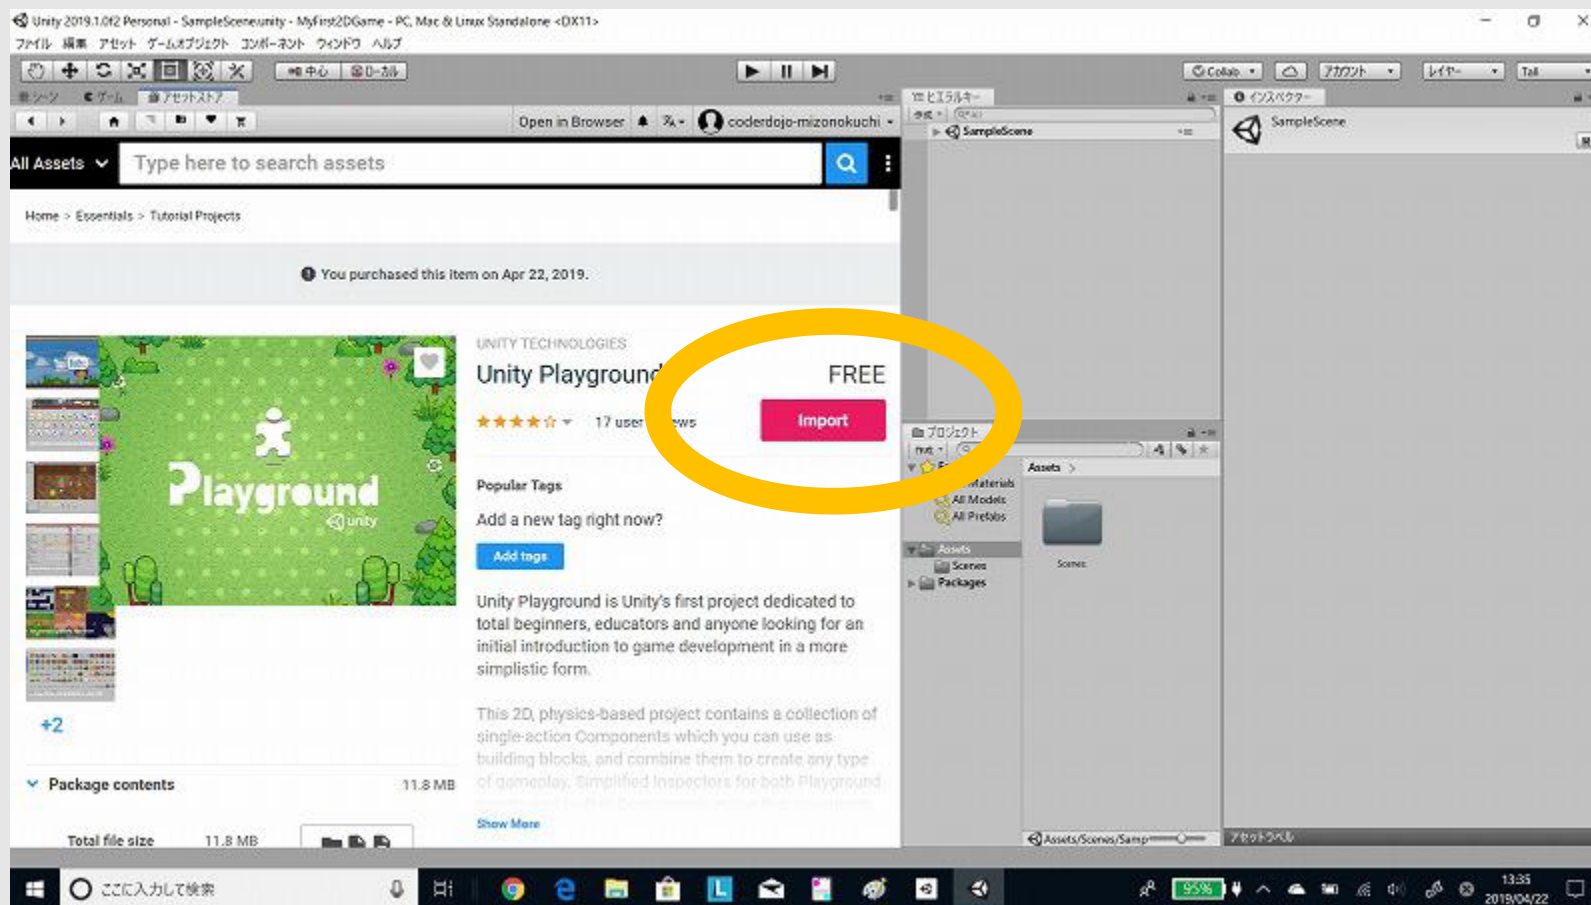 Unity 2019.1.0f2 Personal - SampleScene.unity - MyFirst2DGame - PC, Mac & Linux Standalone <DX11>
ファイル 編集 アセット ゲームオブジェクト コンポーネント ウィンドウ ヘルプ
中心 ローカル
Collab アカウント レイヤー
シーン ゲーム アセットストア
ヒエラルキー
インスペクター
Open in Browser coderdojo-mizonokuchi
作成
SampleScene
SampleScene
All Assets Type here to search assets
Home > Essentials > Tutorial Projects
You purchased this item on Apr 22, 2019.
UNITY TECHNOLOGIES
Unity Playground FREE
17 user
Import
Playground
unity
Popular Tags
Add a new tag right now?
Add tags
Unity Playground is Unity's first project dedicated to
total beginners, educators and anyone looking for an
initial introduction to game development in a more
simplistic form.
This 2D, physics-based project contains a collection of
single-action Components which you can use as
building blocks, and combine them to create any type
of gameplay. Simplified Inspectors for both Playground
Show More
+2
Package contents 11.8 MB
Total file size 11.8 MB
プロジェクト
作成
Assets >
Materials
All Models
All Prefabs
Assets
Scenes
Packages
Scenes
Assets/Scenes/Samp
アセットラベル
ここに入力して検索
95%
13:35
2019/04/22